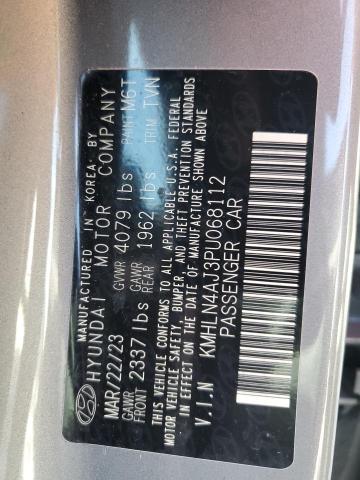 MANUFACTURED IN KOREA. BY
HYUNDAI MOTOR COMPANY
MAR/22/23 GVWR 4079 lbs PAINT M6T
GAWR FRONT 2337 lbs GAWR REAR 1962 lbs TRIM TVN
THIS VEHICLE CONFORMS TO ALL APPLICABLE U.S.A. FEDERAL
MOTOR VEHICLE SAFETY, BUMPER, AND THEFT PREVENTION STANDARDS
IN EFFECT ON THE DATE OF MANUFACTURE SHOWN ABOVE
V.I.N KMHLN4AJ3PU068112
PASSENGER CAR